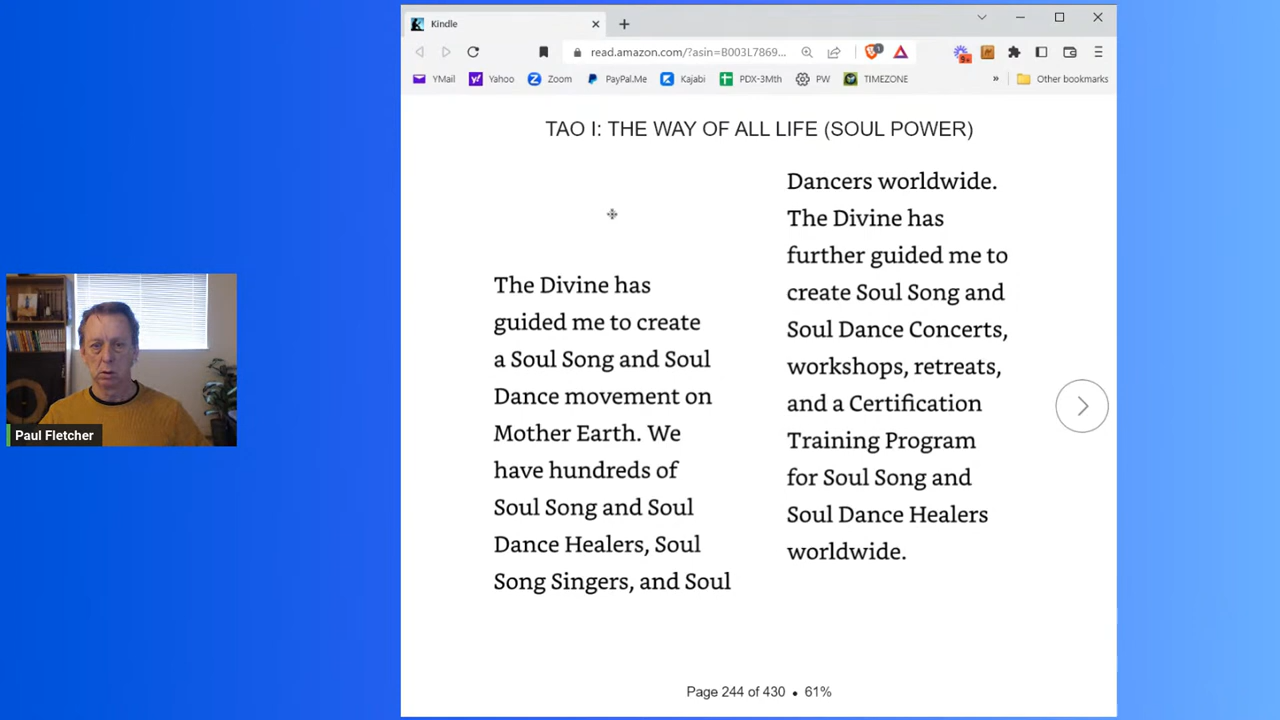 Kindle
read.amazon.com/?asin=B003L7869...
1
9+
YMail
Yahoo
Zoom
PayPal.Me
Kajabi
PDX-3Mth
PW
TIMEZONE
»
Other bookmarks
TAO I: THE WAY OF ALL LIFE (SOUL POWER)
The Divine has
guided me to create
a Soul Song and Soul
Dance movement on
Mother Earth. We
have hundreds of
Soul Song and Soul
Dance Healers, Soul
Song Singers, and Soul
Dancers worldwide.
The Divine has
further guided me to
create Soul Song and
Soul Dance Concerts,
workshops, retreats,
and a Certification
Training Program
for Soul Song and
Soul Dance Healers
worldwide.
Page 244 of 430 • 61%
Paul Fletcher